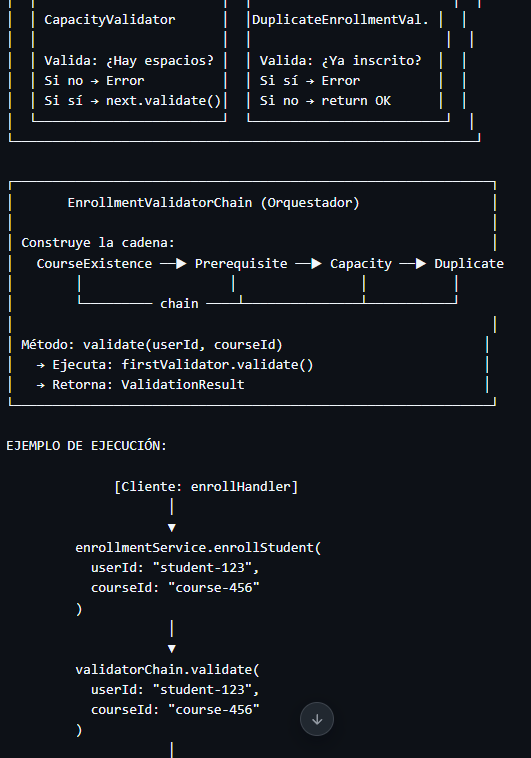 CapacityValidator DuplicateEnrollmentVal.
Valida: ¿Hay espacios? Valida: ¿Ya inscrito?
Si no → Error Si sí → Error
Si sí → next.validate() Si no → return OK
EnrollmentValidatorChain (Orquestador)
Construye la cadena:
CourseExistence ──▶ Prerequisite ──▶ Capacity ──▶ Duplicate
chain
Método: validate(userId, courseId)
→ Ejecuta: firstValidator.validate()
→ Retorna: ValidationResult
EJEMPLO DE EJECUCIÓN:
[Cliente: enrollHandler]
enrollmentService.enrollStudent(
userId: "student-123",
courseId: "course-456"
)
validatorChain.validate(
userId: "student-123",
courseId: "course-456"
)